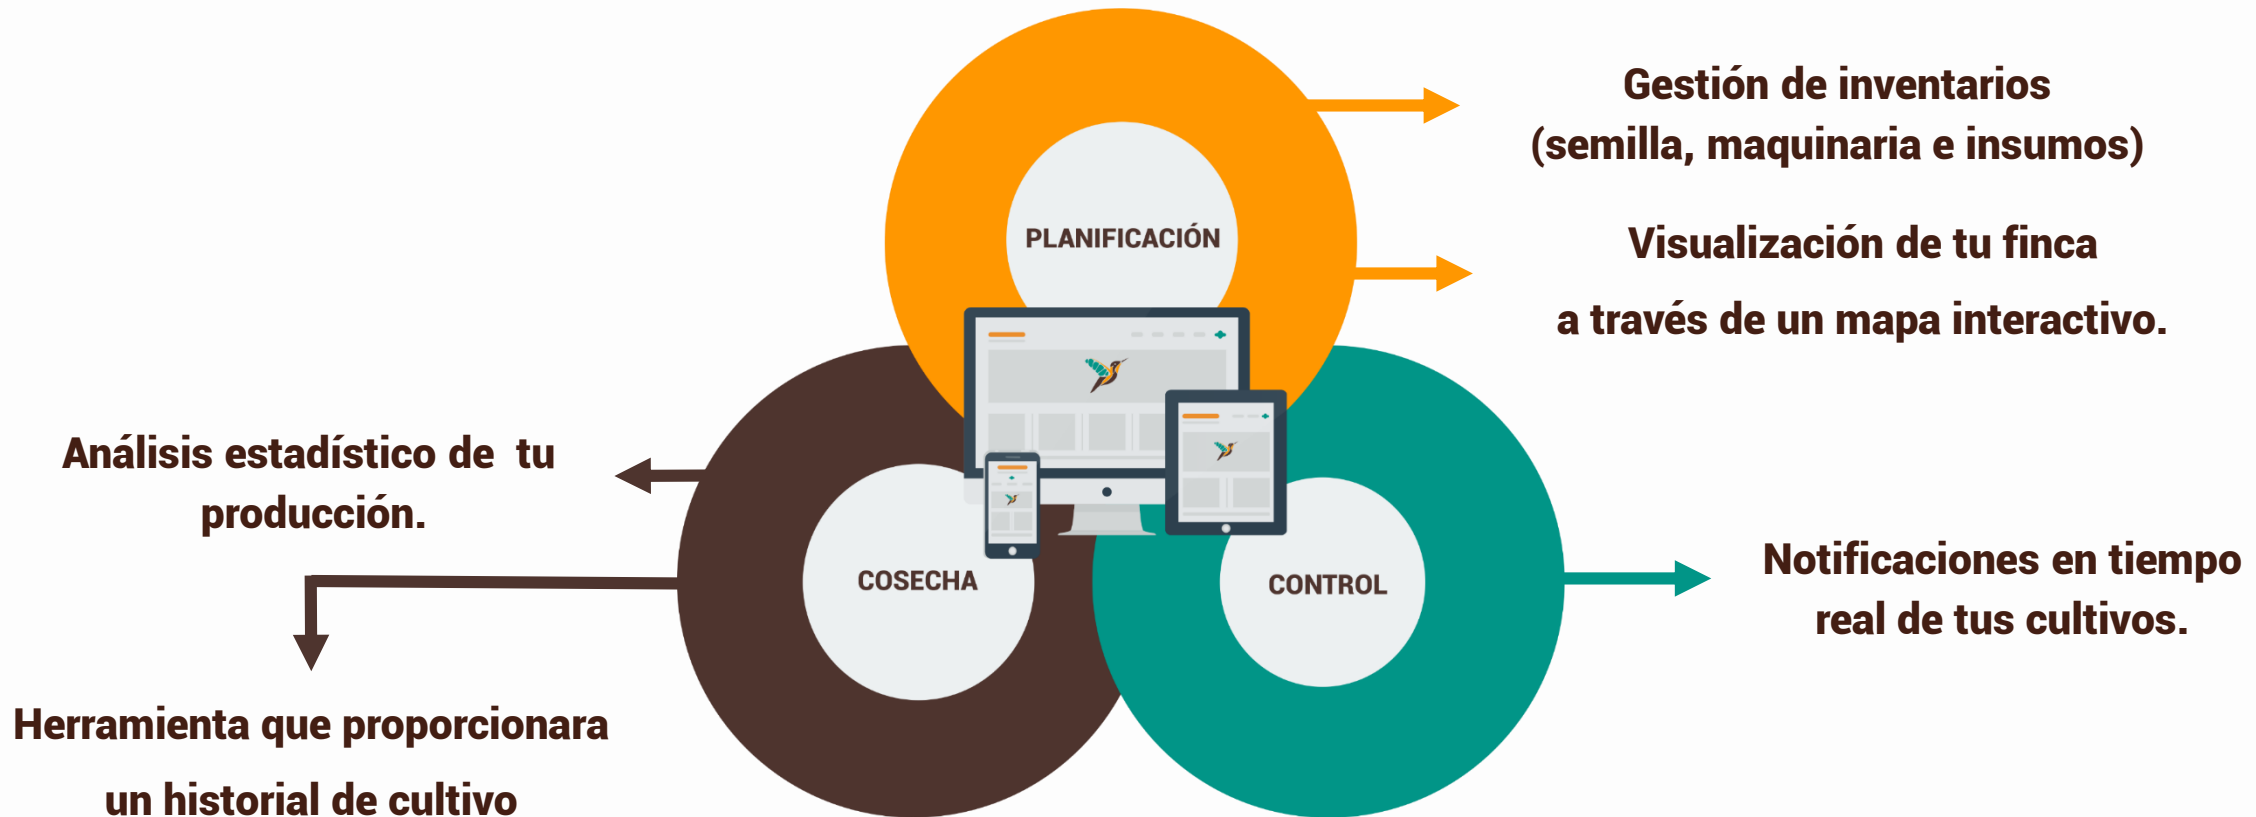 Gestión de inventarios
(semilla, maquinaria e insumos)
PLANIFICACIÓN
Visualización de tu finca
a través de un mapa interactivo.
Análisis estadístico de tu
producción.
COSECHA
CONTROL
Notificaciones en tiempo
real de tus cultivos.
Herramienta que proporcionara
un historial de cultivo